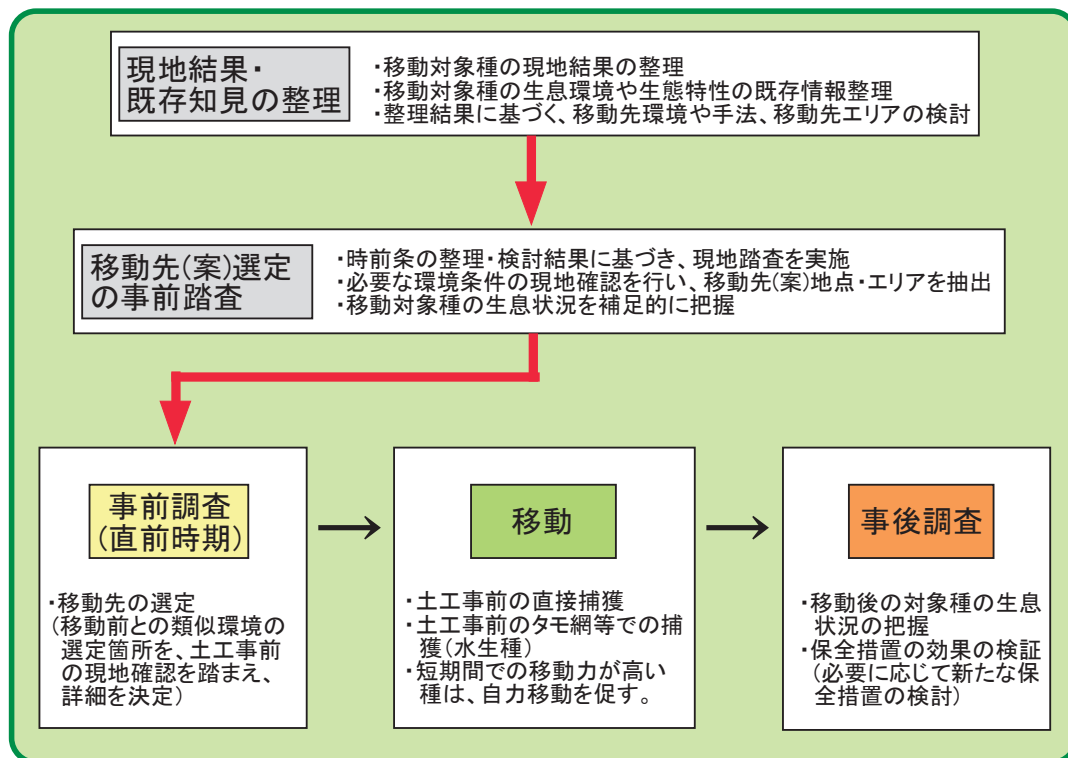 現地結果・
既存知見の整理
・移動対象種の現地結果の整理
・移動対象種の生息環境や生態特性の既存情報整理
・整理結果に基づく、移動先環境や手法、移動先エリアの検討
移動先(案)選定
の事前踏査
・時前条の整理・検討結果に基づき、現地踏査を実施
・必要な環境条件の現地確認を行い、移動先(案)地点・エリアを抽出
・移動対象種の生息状況を補足的に把握
事前調査
(直前時期)
・移動先の選定
(移動前との類似環境の
選定箇所を、土工事前
の現地確認を踏まえ、
詳細を決定)
移動
・土工事前の直接捕獲
・土工事前のタモ網等での捕
獲(水生種)
・短期間での移動力が高い
種は、自力移動を促す。
事後調査
・移動後の対象種の生息
状況の把握
・保全措置の効果の検証
(必要に応じて新たな保
全措置の検討)